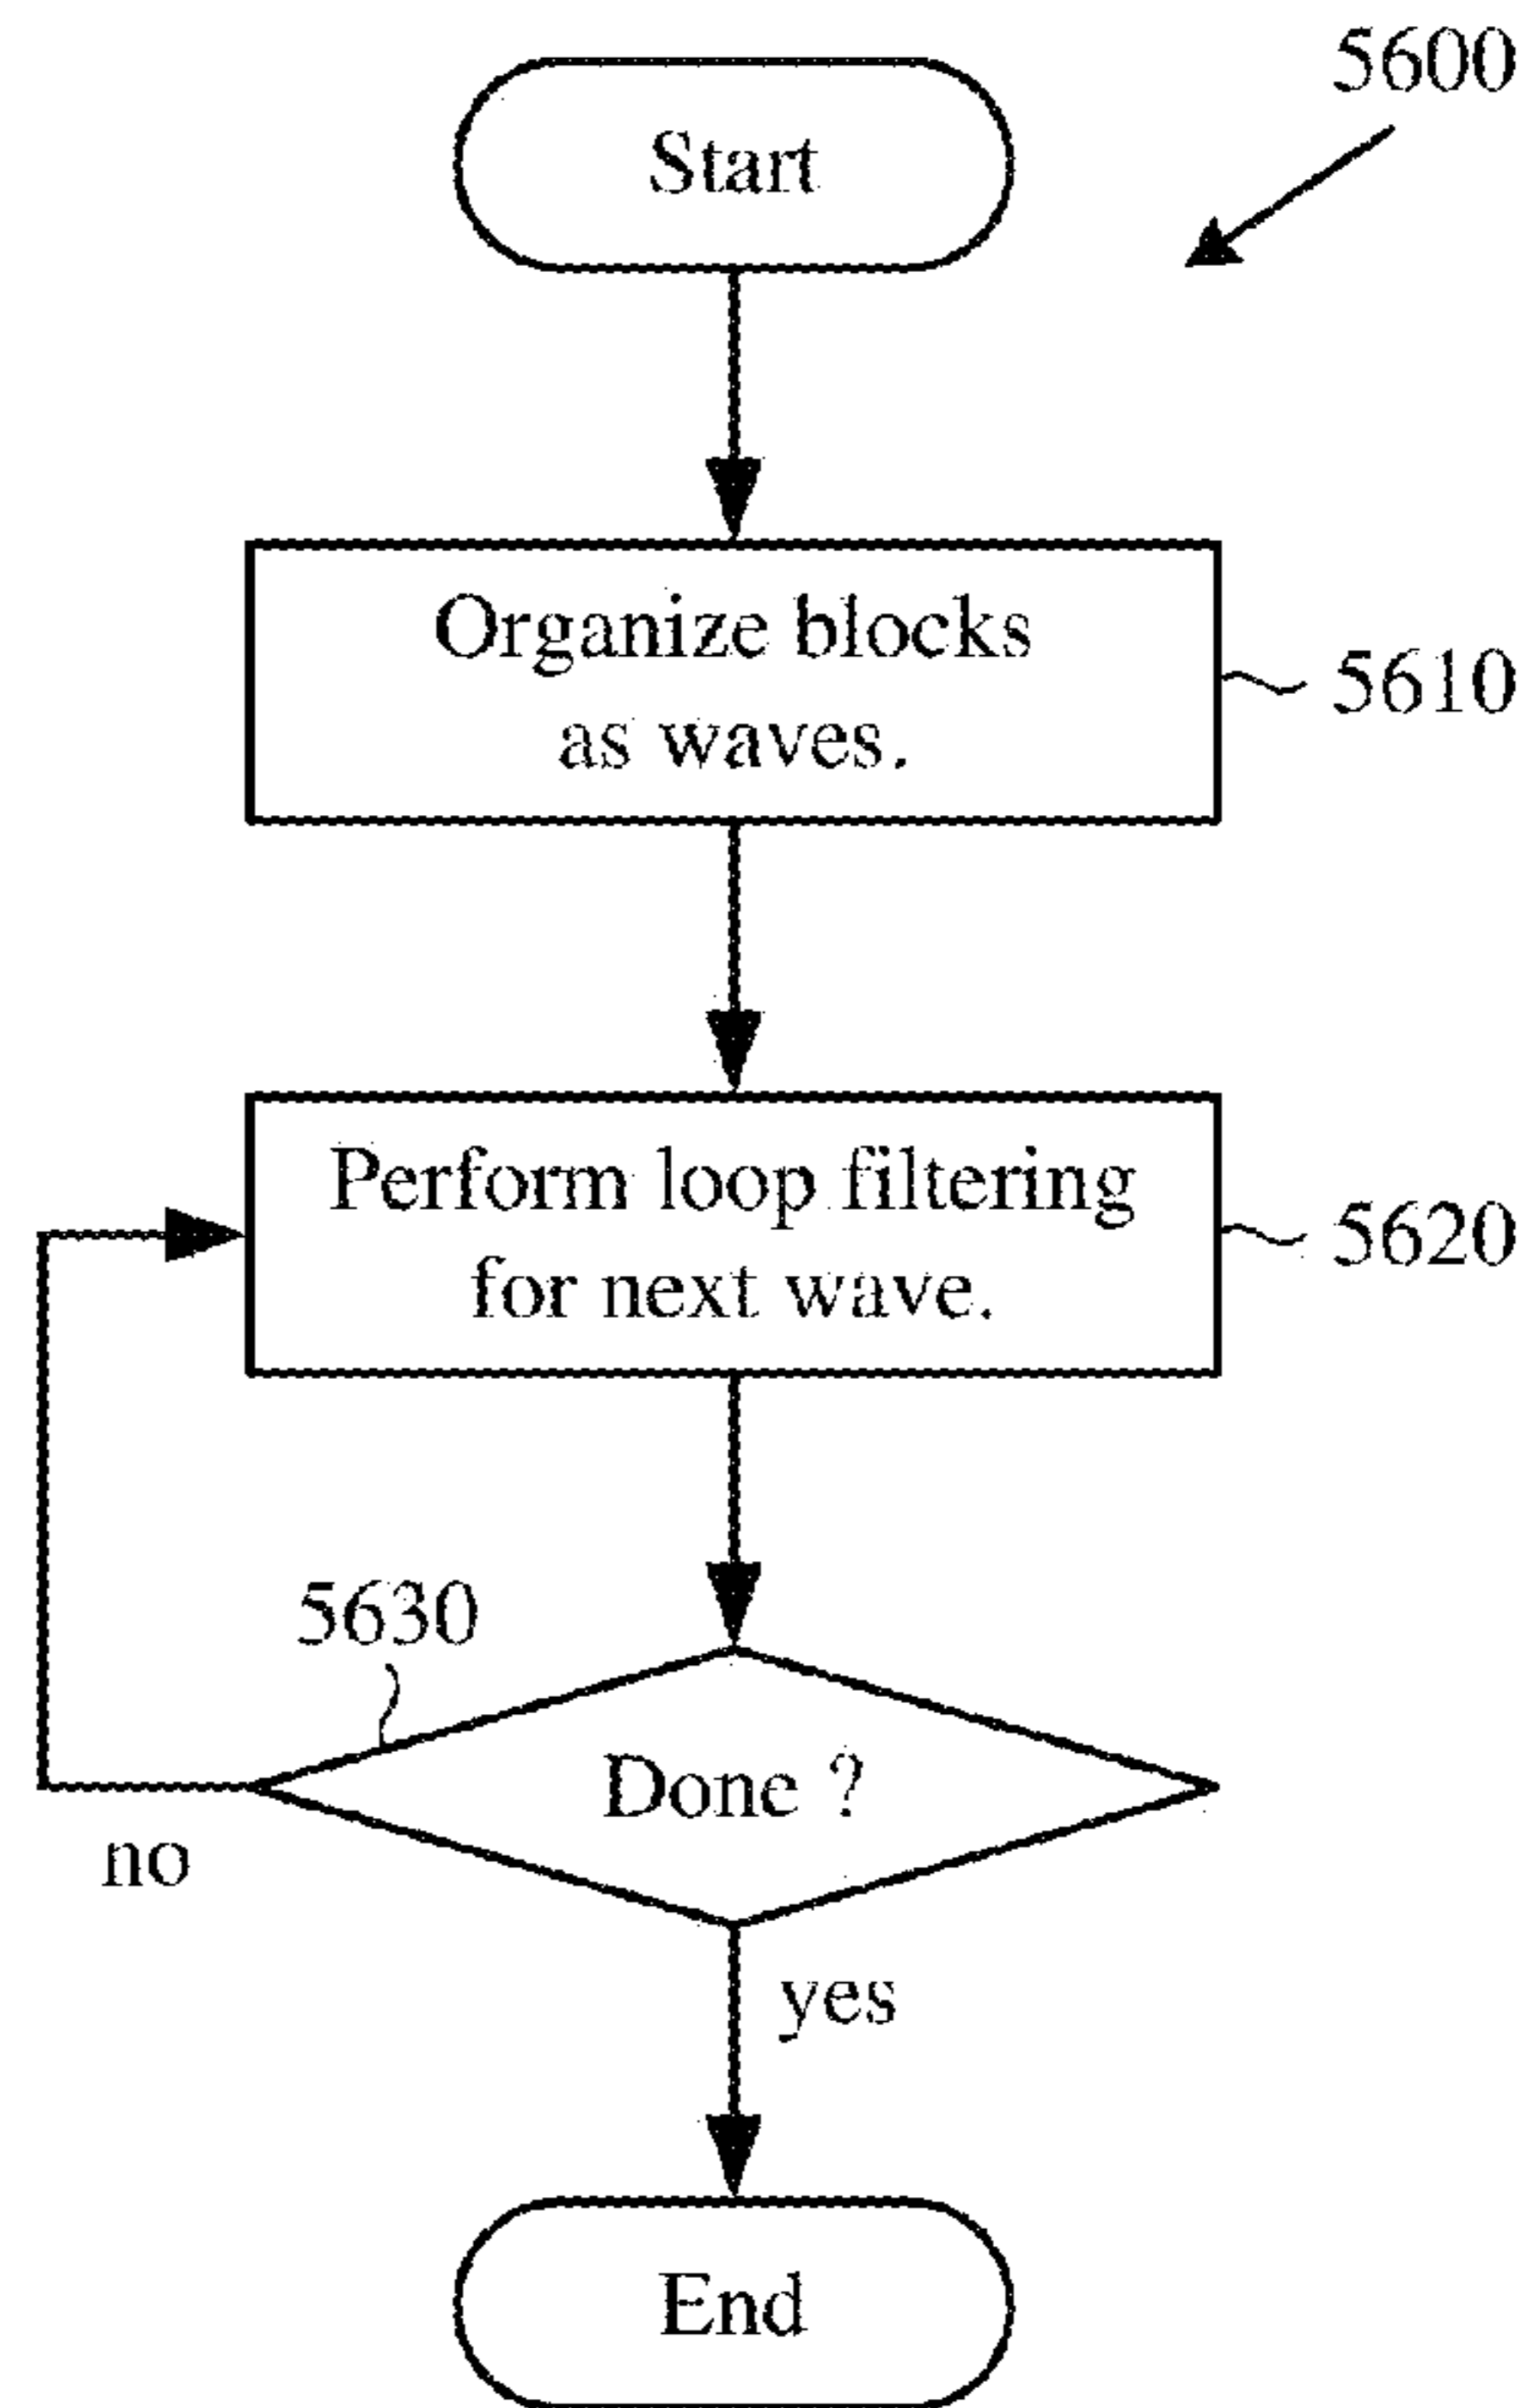 5600
Start
Organize blocks
as waves.
5610
Perform loop filtering
for next wave.
5620
5630
Done ?
no
yes
End